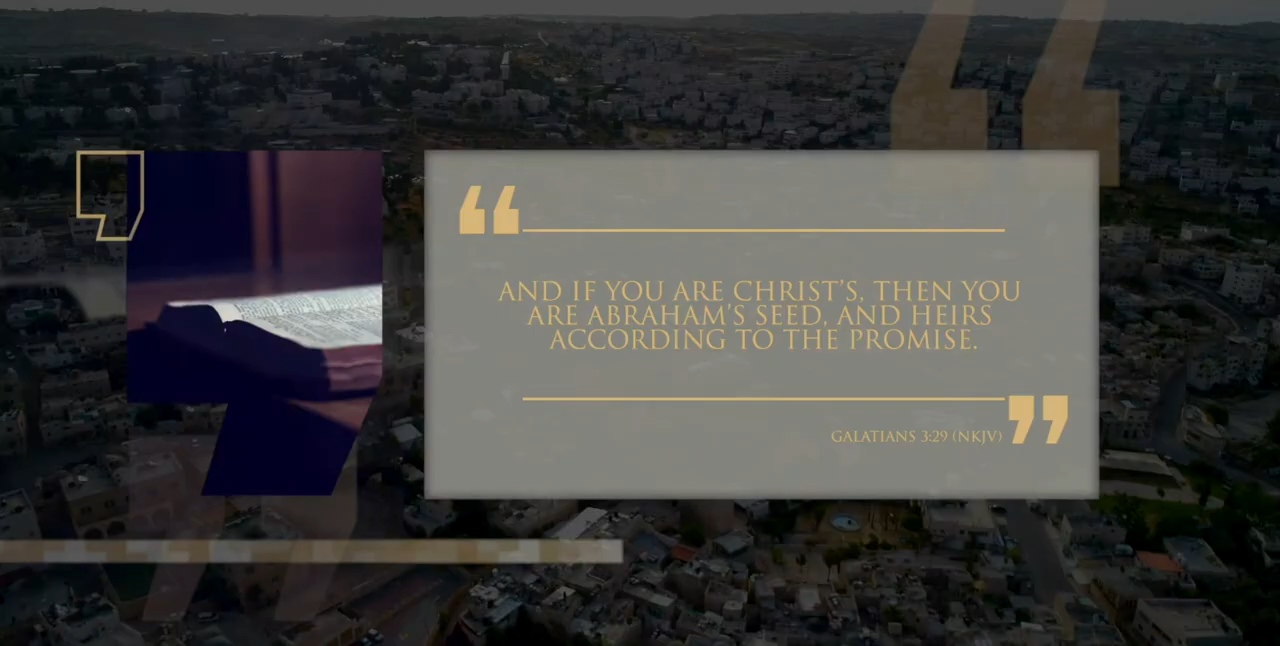 AND IF YOU ARE CHRIST'S, THEN YOU
ARE ABRAHAM'S SEED, AND HEIRS
ACCORDING TO THE PROMISE.
GALATIANS 3:29 (NKJV)